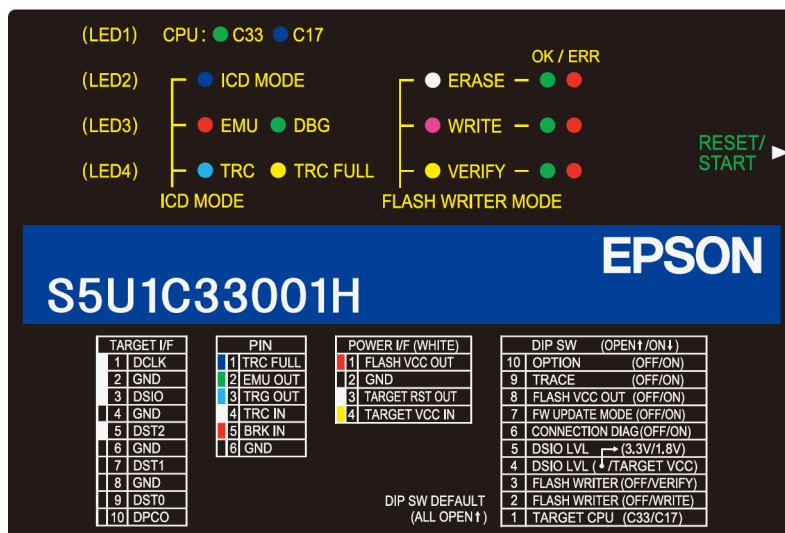 (LED1) CPU: C33 C17
OK / ERR
(LED2) ICD MODE ERASE
(LED3) EMU DBG WRITE
(LED4) TRC TRC FULL VERIFY
ICD MODE FLASH WRITER MODE
RESET/
START
EPSON
S5U1C33001H
TARGET I/F
1 DCLK
2 GND
3 DSIO
4 GND
5 DST2
6 GND
7 DST1
8 GND
9 DST0
10 DPCO
PIN
1 TRC FULL
2 EMU OUT
3 TRG OUT
4 TRC IN
5 BRK IN
6 GND
POWER I/F (WHITE)
1 FLASH VCC OUT
2 GND
3 TARGET RST OUT
4 TARGET VCC IN
DIP SW DEFAULT
(ALL OPEN↑)
DIP SW (OPEN↑/ON↓)
10 OPTION (OFF/ON)
9 TRACE (OFF/ON)
8 FLASH VCC OUT (OFF/ON)
7 FW UPDATE MODE (OFF/ON)
6 CONNECTION DIAG(OFF/ON)
5 DSIO LVL (3.3V/1.8V)
4 DSIO LVL ( /TARGET VCC)
3 FLASH WRITER (OFF/VERIFY)
2 FLASH WRITER (OFF/WRITE)
1 TARGET CPU (C33/C17)